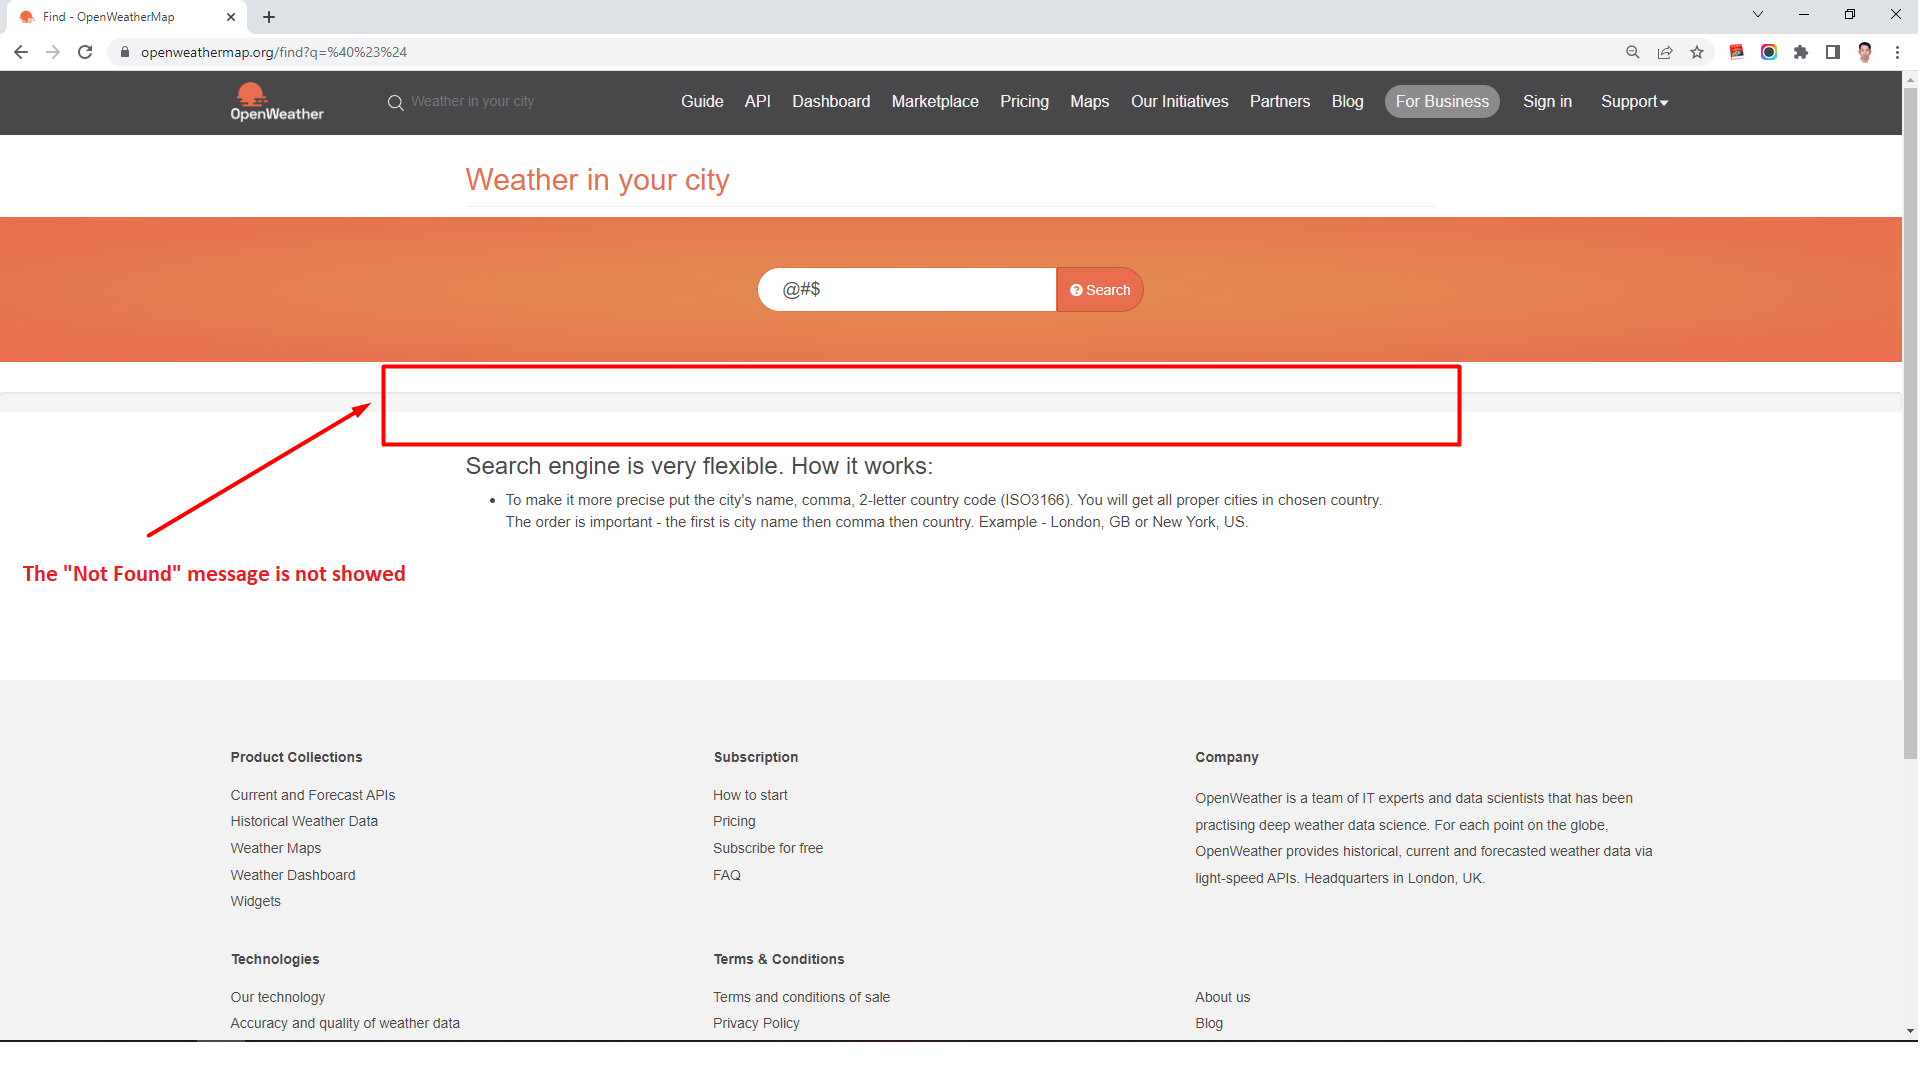 Find - OpenWeatherMap
openweathermap.org/find?q=%40%23%24
OpenWeather
Weather in your city
Guide API Dashboard Marketplace Pricing Maps Our Initiatives Partners Blog For Business Sign in Support
Weather in your city
@#$
Search
Search engine is very flexible. How it works:
• To make it more precise put the city's name, comma, 2-letter country code (ISO3166). You will get all proper cities in chosen country.
The order is important - the first is city name then comma then country. Example - London, GB or New York, US.
The "Not Found" message is not showed
Product Collections
Current and Forecast APIs
Historical Weather Data
Weather Maps
Weather Dashboard
Widgets
Subscription
How to start
Pricing
Subscribe for free
FAQ
Company
OpenWeather is a team of IT experts and data scientists that has been
practising deep weather data science. For each point on the globe,
OpenWeather provides historical, current and forecasted weather data via
light-speed APIs. Headquarters in London, UK.
Technologies
Our technology
Accuracy and quality of weather data
Terms & Conditions
Terms and conditions of sale
Privacy Policy
About us
Blog